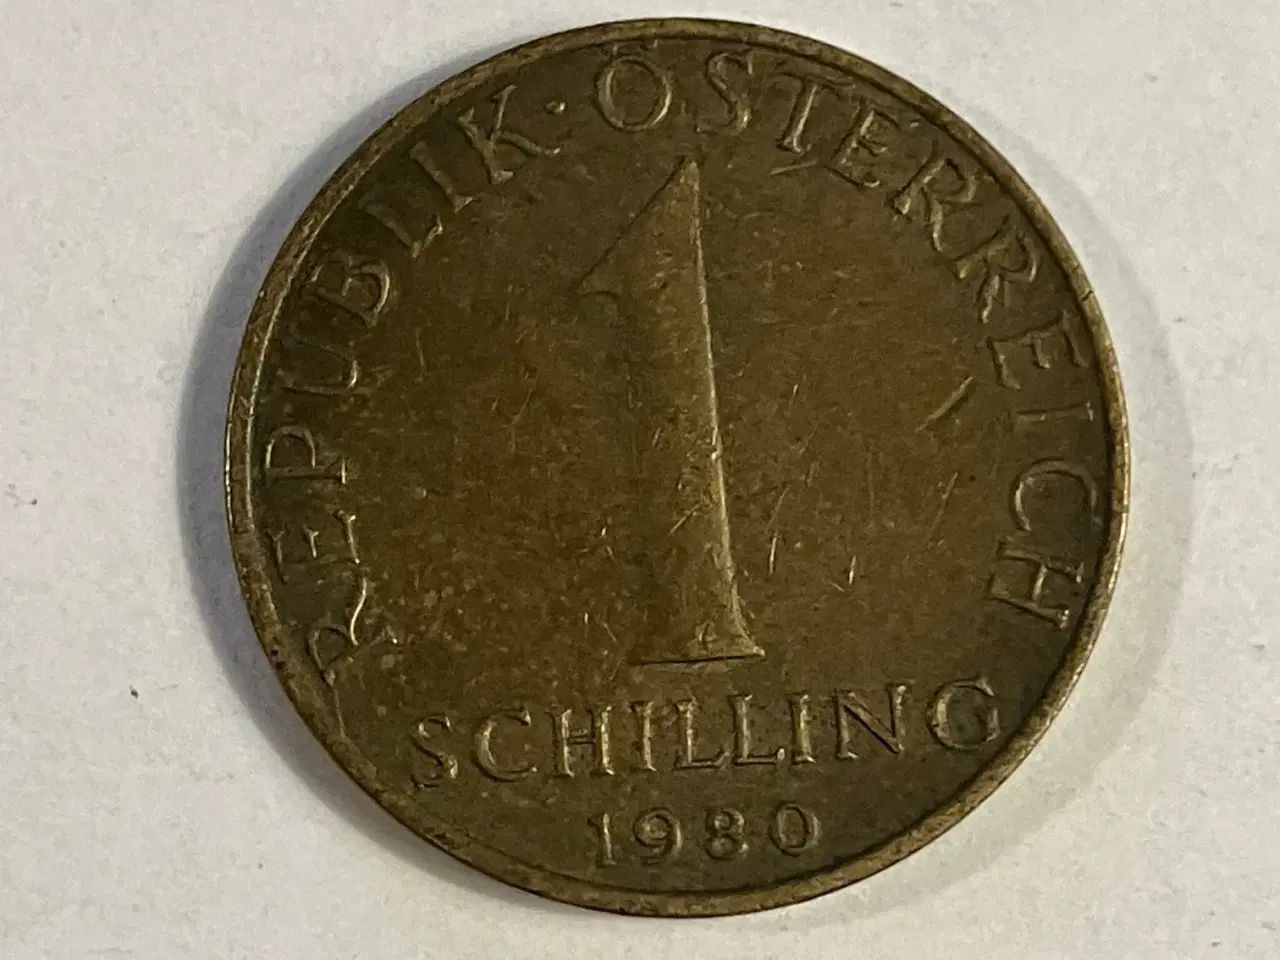 REPUBLIK · ÖSTERREICH
1
SCHILLING
1980